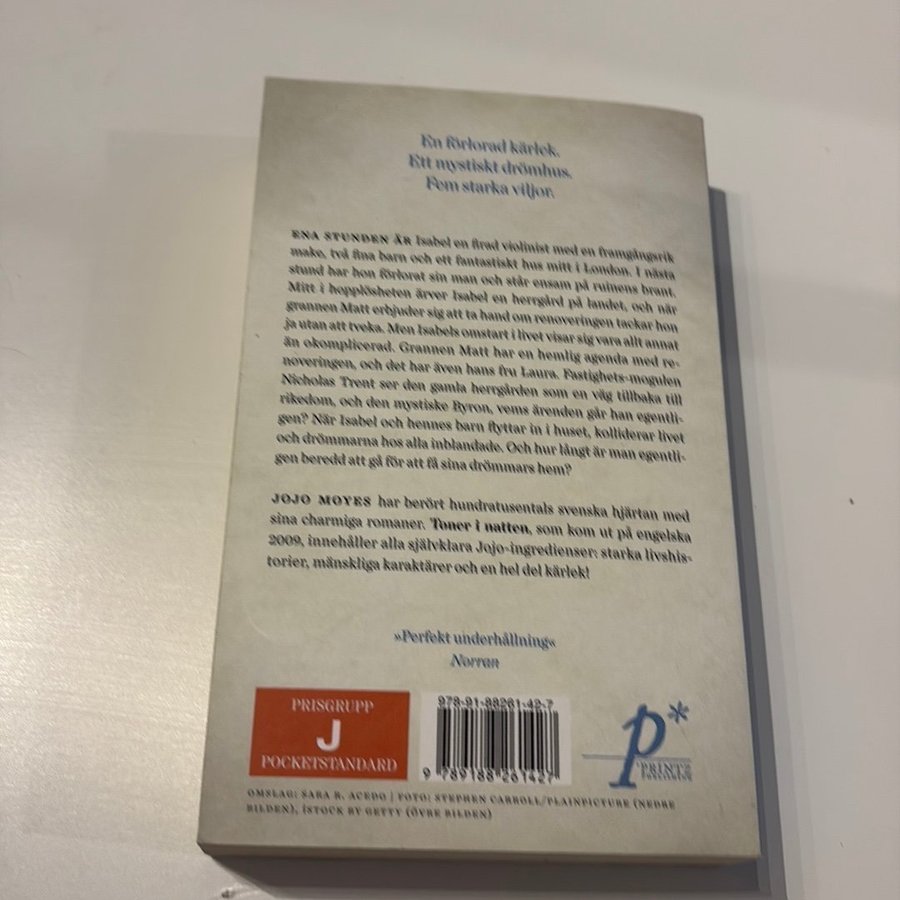 En förlorad kärlek.
Ett mystiskt drömhus.
Fem starka viljor.
ENA STUNDEN ÄR Isabel en firad violinist med en framgångsrik
make, två fina barn och ett fantastiskt hus mitt i London. I nästa
stund har hon förlorat sin man och står ensam på ruinens brant.
Mitt i hopplösheten ärver Isabel en herrgård på landet, och när
grannen Matt erbjuder sig att ta hand om renoveringen tackar hon
ja utan att tveka. Men Isabels omstart i livet visar sig vara allt annat
än okomplicerad. Grannen Matt har en hemlig agenda med re-
noveringen, och det har även hans fru Laura. Fastighets-mogulen
Nicholas Trent ser den gamla herrgården som en väg tillbaka till
rikedom, och den mystiske Byron, vems ärenden går han egentli-
gen? När Isabel och hennes barn flyttar in i huset, kolliderar livet
och drömmarna hos alla inblandade. Och hur långt är man egentli-
gen beredd att gå för att få sina drömmars hem?
JOJO MOYES har berört hundratusentals svenska hjärtan med
sina charmiga romaner. Toner i natten, som kom ut på engelska
2009, innehåller alla självklara Jojo-ingredienser: starka livshis-
torier, mänskliga karaktärer och en hel del kärlek!
»Perfekt underhållning«
Norran
PRISGRUPP
J
POCKETSTANDARD
978-91-88261-42-7
9 789188 261427
p*
PRINTZ
OMSLAG: SARA R. ACEDO | FOTO: STEPHEN CARROLL/PLAINPICTURE (NEDRE
BILDEN), ISTOCK BY GETTY (ÖVRE BILDEN)